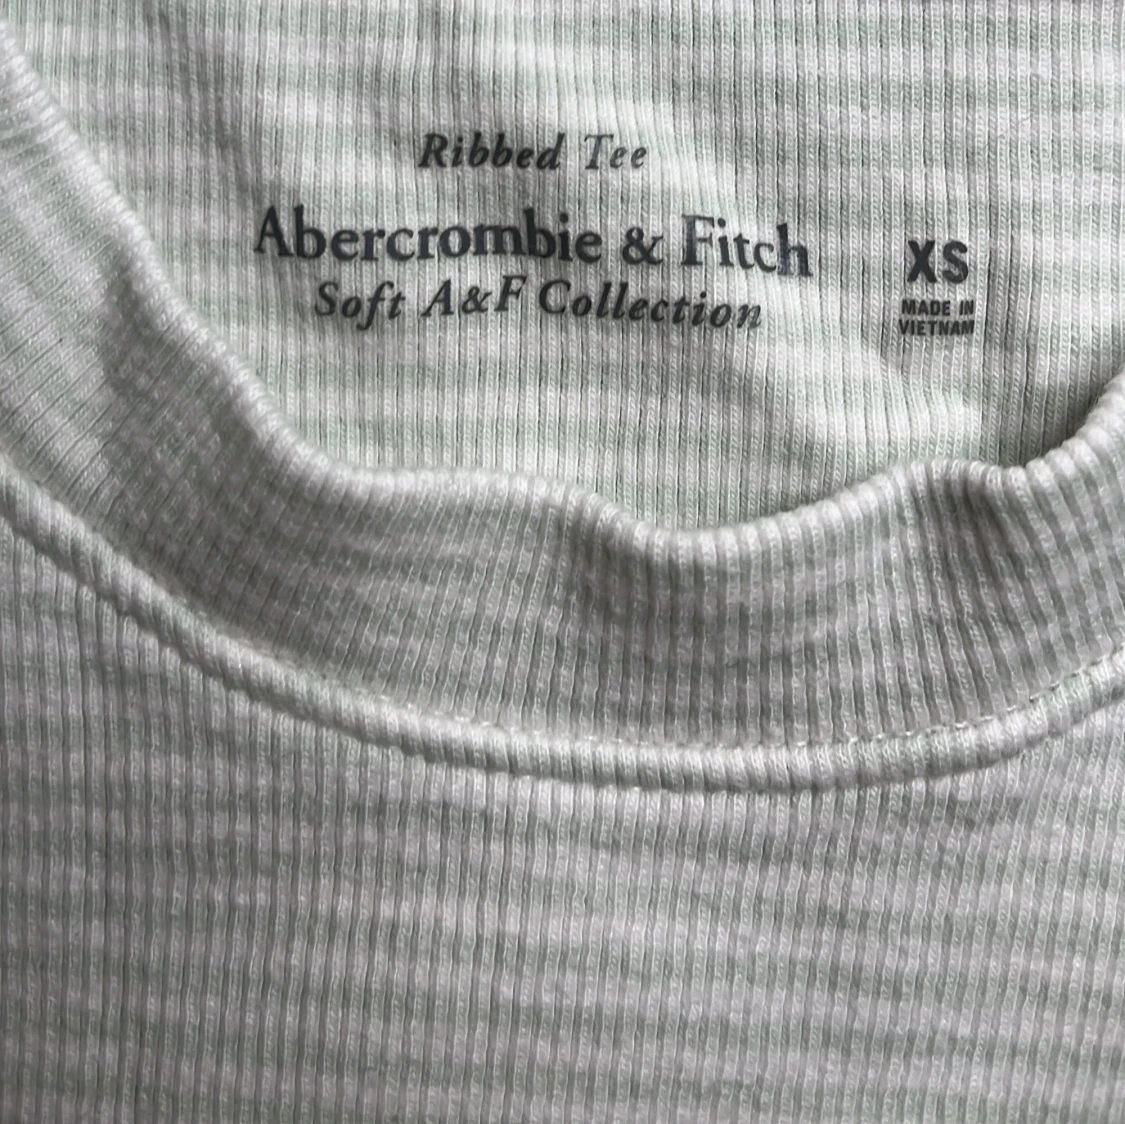 Ribbed Tee
Abercrombie & Fitch
Soft A&F Collection
XS
MADE IN
VIETNAM